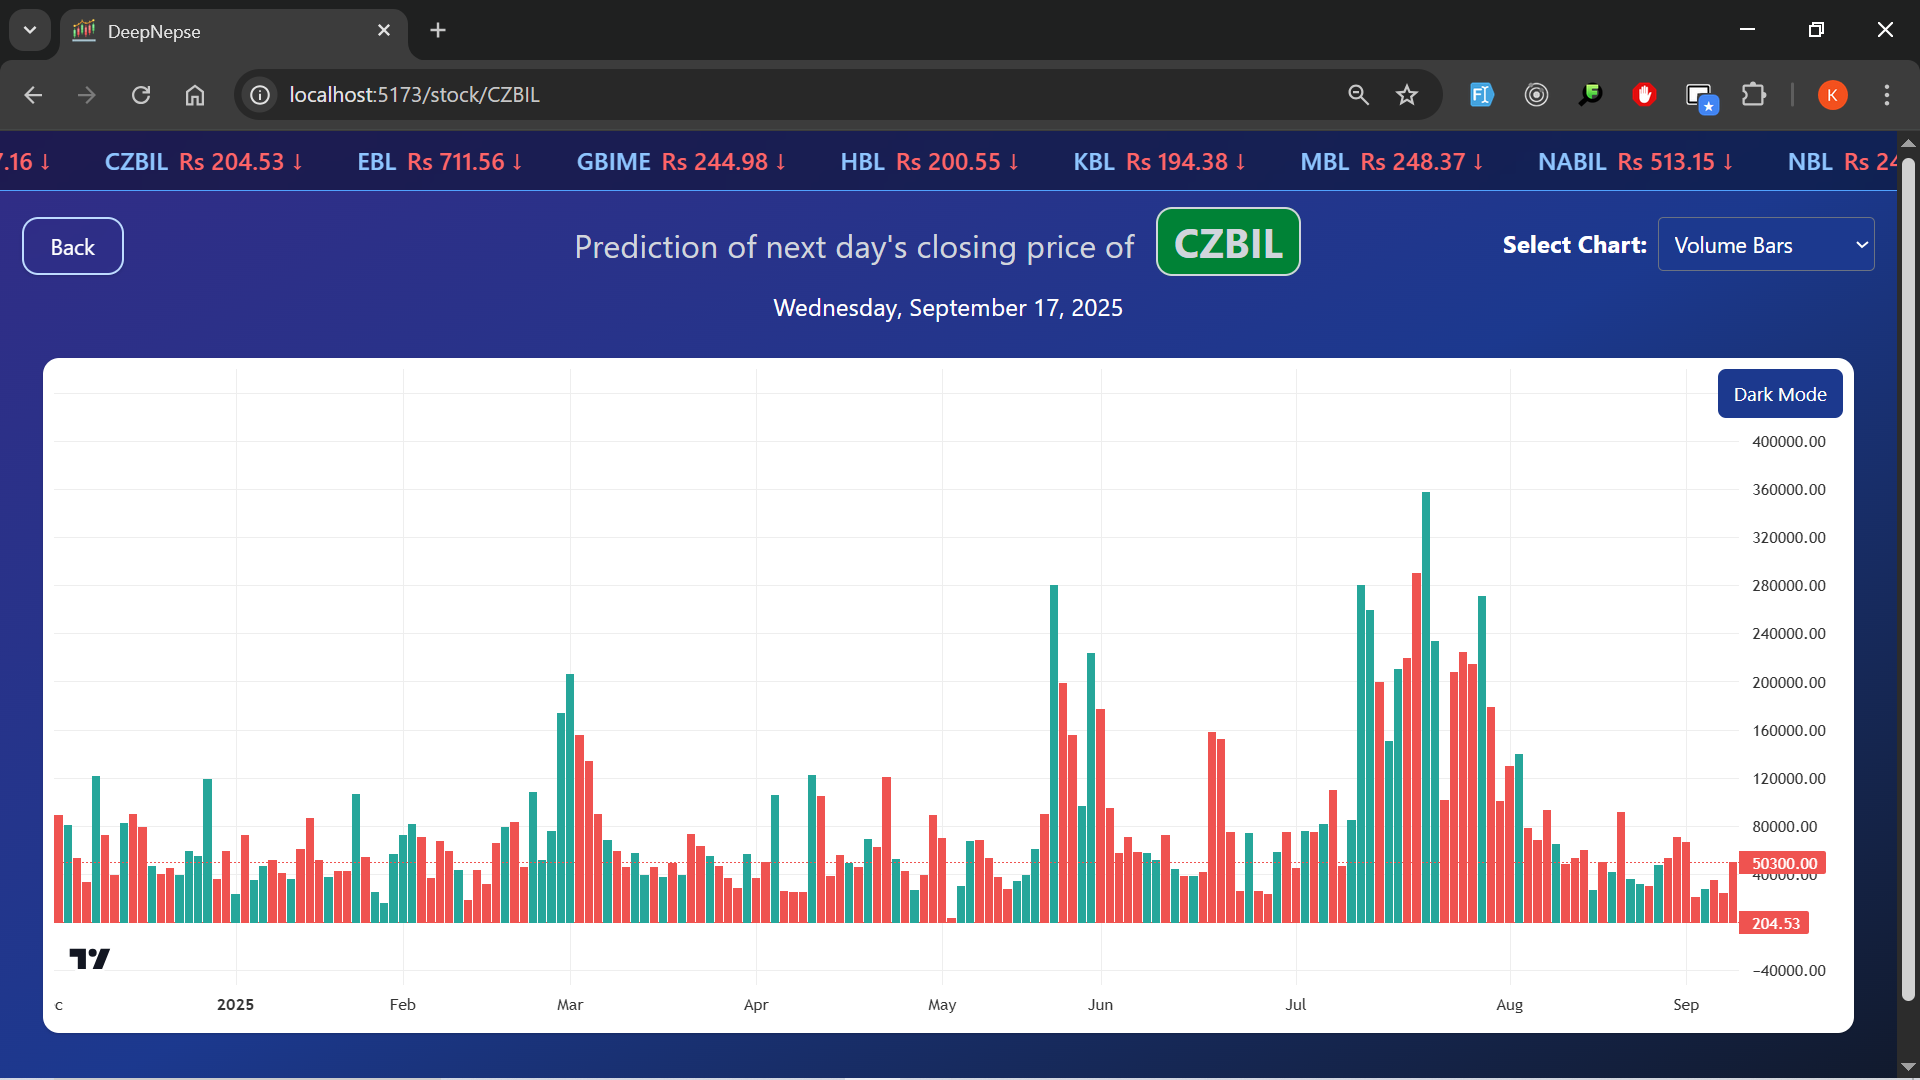 DeepNepse
localhost:5173/stock/CZBIL
K
7.16 ↓ CZBIL Rs 204.53 ↓ EBL Rs 711.56 ↓ GBIME Rs 244.98 ↓ HBL Rs 200.55 ↓ KBL Rs 194.38 ↓ MBL Rs 248.37 ↓ NABIL Rs 513.15 ↓ NBL Rs 24
Back
Prediction of next day's closing price of CZBIL
Select Chart: Volume Bars
Wednesday, September 17, 2025
Dark Mode
400000.00
360000.00
320000.00
280000.00
240000.00
200000.00
160000.00
120000.00
80000.00
50300.00
40000.00
204.53
−40000.00
c 2025 Feb Mar Apr May Jun Jul Aug Sep